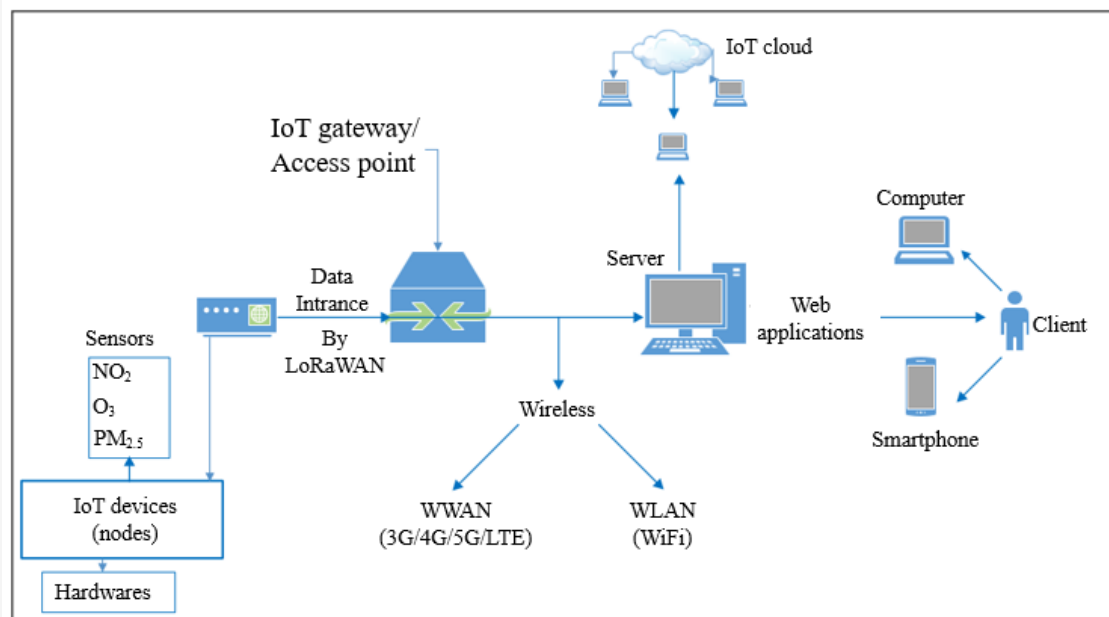 IoT cloud
IoT gateway/
Access point
Computer
Server
Data
Intrance
Web
applications
Client
By
LoRaWAN
Sensors
NO₂
O₃
PM₂.₅
Wireless
Smartphone
IoT devices
(nodes)
WWAN
(3G/4G/5G/LTE)
WLAN
(WiFi)
Hardwares